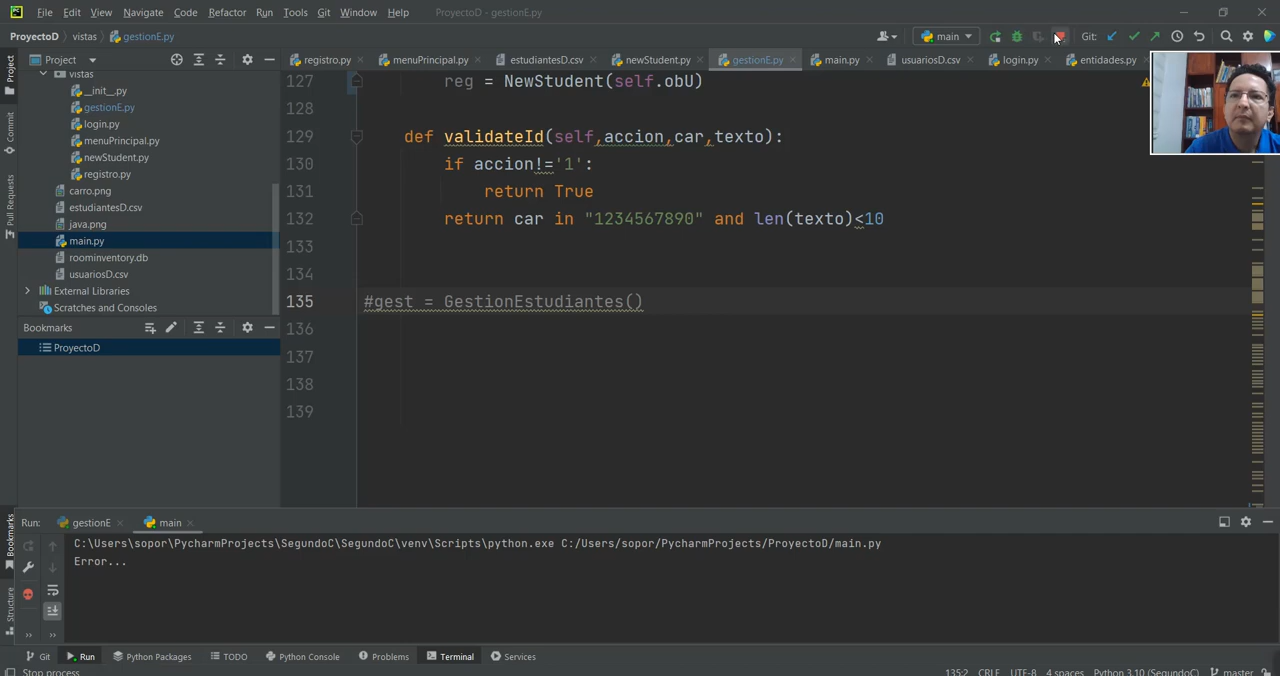 File Edit View Navigate Code Refactor Run Tools Git Window Help ProyectoD - gestionE.py
ProyectoD vistas gestionE.py main Git:
Project registro.py menuPrincipal.py estudiantesD.csv newStudent.py gestionE.py main.py usuariosD.csv login.py entidades.py
Project
Commit
Pull Requests
Bookmarks
Structure
vistas
__init__.py
gestionE.py
login.py
menuPrincipal.py
newStudent.py
registro.py
carro.png
estudiantesD.csv
java.png
main.py
roominventory.db
usuariosD.csv
External Libraries
Scratches and Consoles
Bookmarks
ProyectoD
127 reg = NewStudent(self.obU)
128
129 def validateId(self,accion,car,texto):
130 if accion!='1':
131 return True
132 return car in "1234567890" and len(texto)<10
133
134
135 #gest = GestionEstudiantes()
136
137
138
139
Run: gestionE main
C:\Users\sopor\PycharmProjects\SegundoC\SegundoC\venv\Scripts\python.exe C:/Users/sopor/PycharmProjects/ProyectoD/main.py
Error...
Git Run Python Packages TODO Python Console Problems Terminal Services
Stop process 135:2 CRLF UTF-8 4 spaces Python 3.10 (SegundoC) master